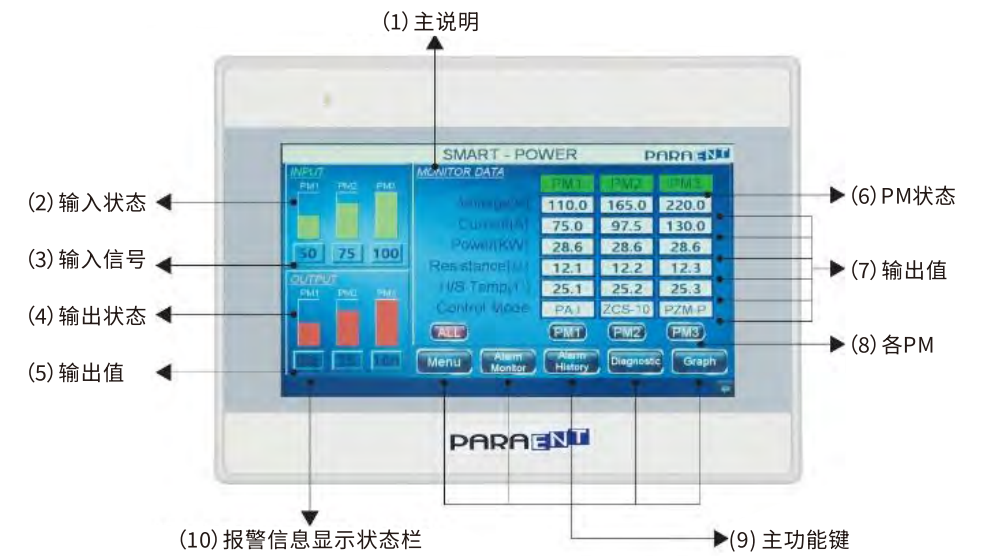 (1) 主说明
SMART - POWER
PARAENT
INPUT
PM1 PM2 PM3
50 75 100
OUTPUT
PM1 PM2 PM3
MONITOR DATA
PM1 PM2 PM3
110.0 165.0 220.0
Current(A) 75.0 97.5 130.0
Power(KW) 28.6 28.6 28.6
12.1 12.2 12.3
25.1 25.2 25.3
Control Mode ZCS-10 PZM-P
ALL PM1 PM2 PM3
Menu
Alarm Monitor
Alarm History
Diagnostic
Graph
PARAENT
(2) 输入状态
(3) 输入信号
(4) 输出状态
(5) 输出值
(6) PM状态
(7) 输出值
(8) 各PM
(9) 主功能键
(10) 报警信息显示状态栏